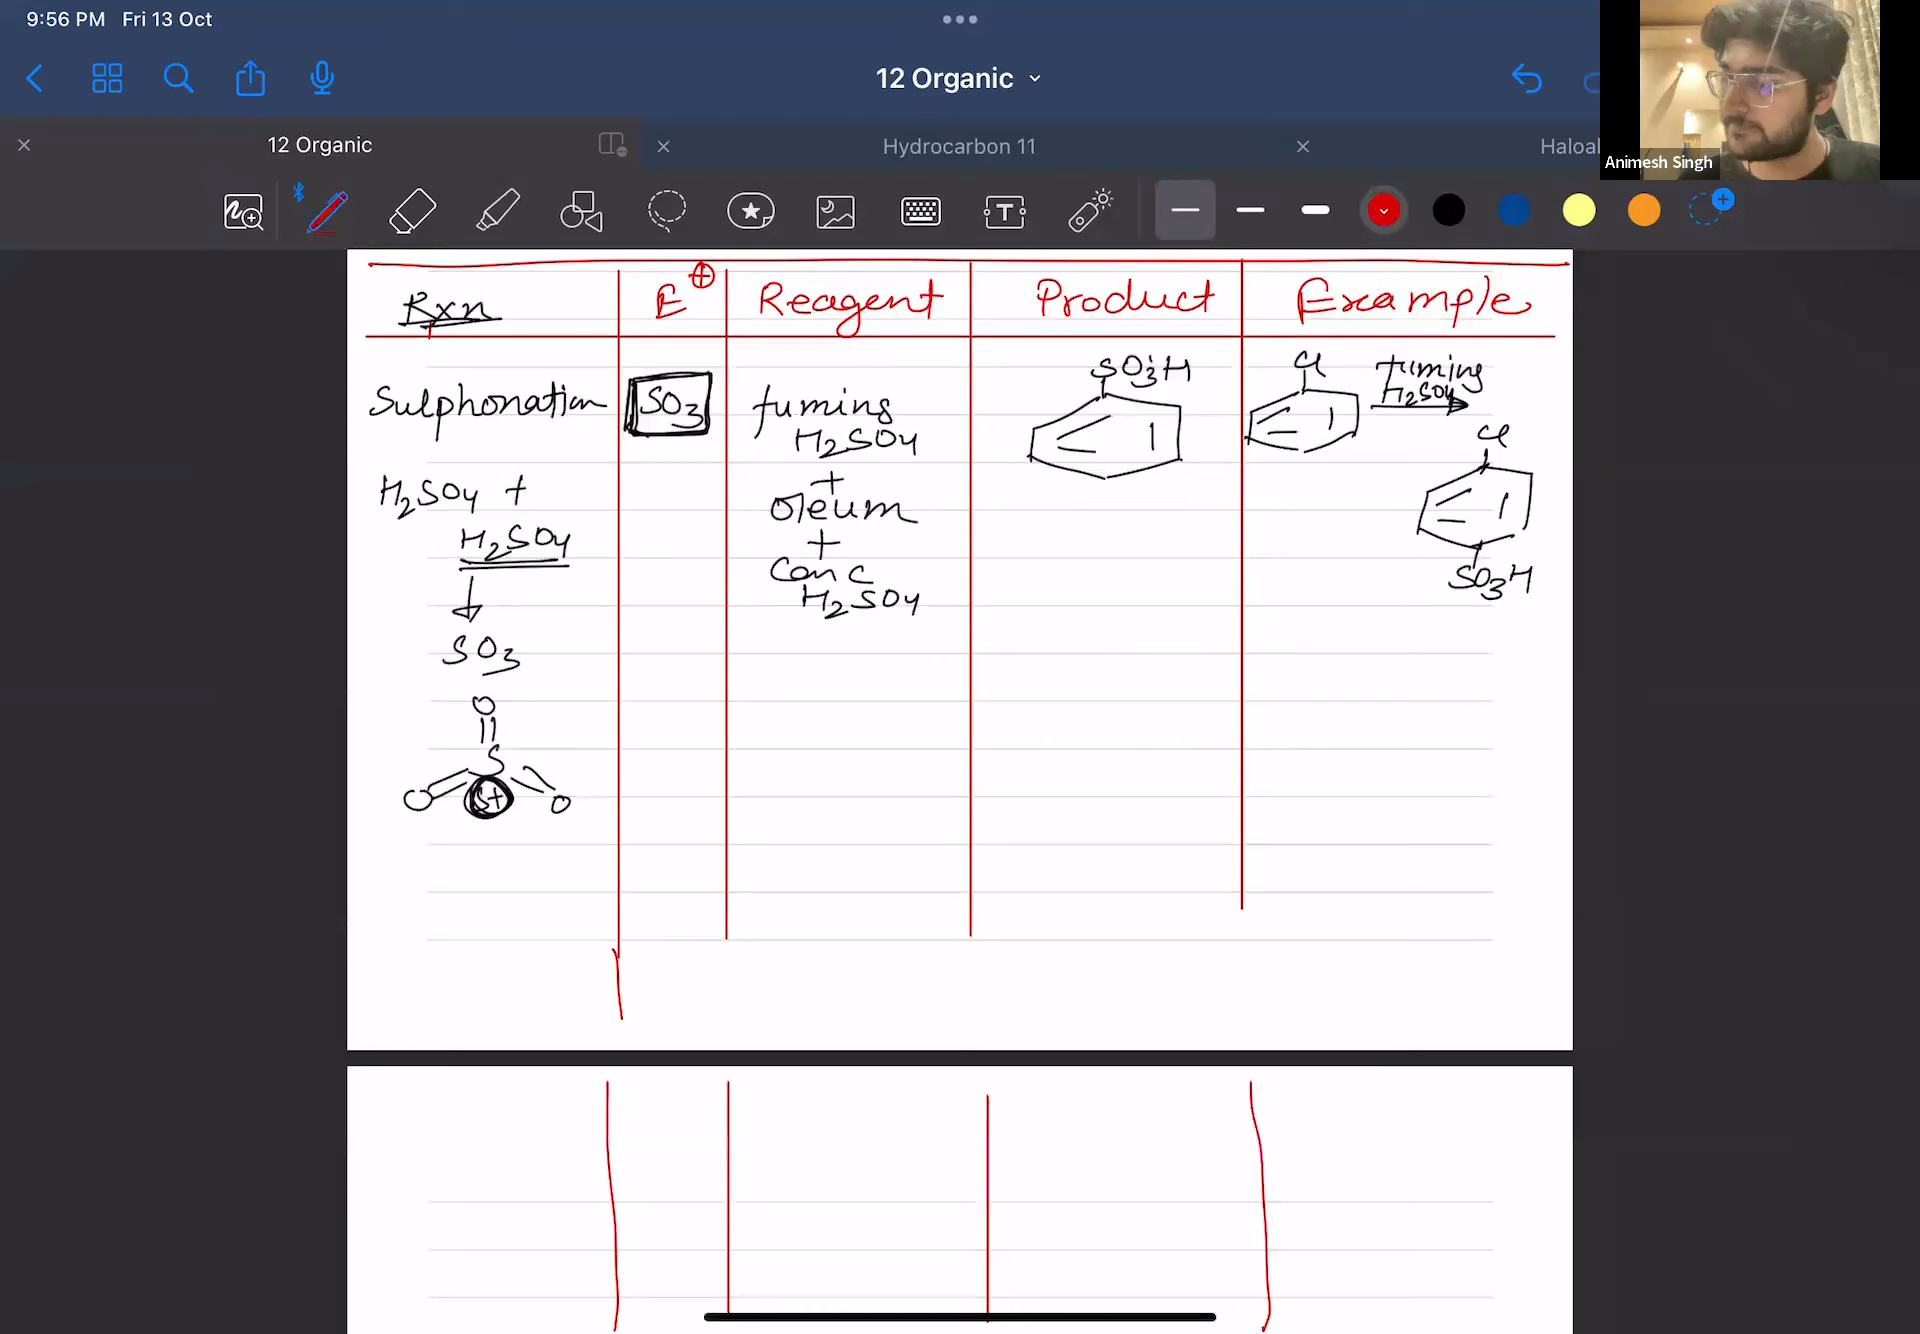 9:56 PM Fri 13 Oct
12 Organic
12 Organic
Hydrocarbon 11
Haloal
Animesh Singh
T
Rxn
E⊕
Reagent
Product
Example
Sulphonation
SO3
fuming
H2SO4
+
Oleum
+
Conc
H2SO4
SO3H
Cl
fuming
H2SO4
Cl
SO3H
H2SO4 +
H2SO4
SO3
O
S
O
δ+
O